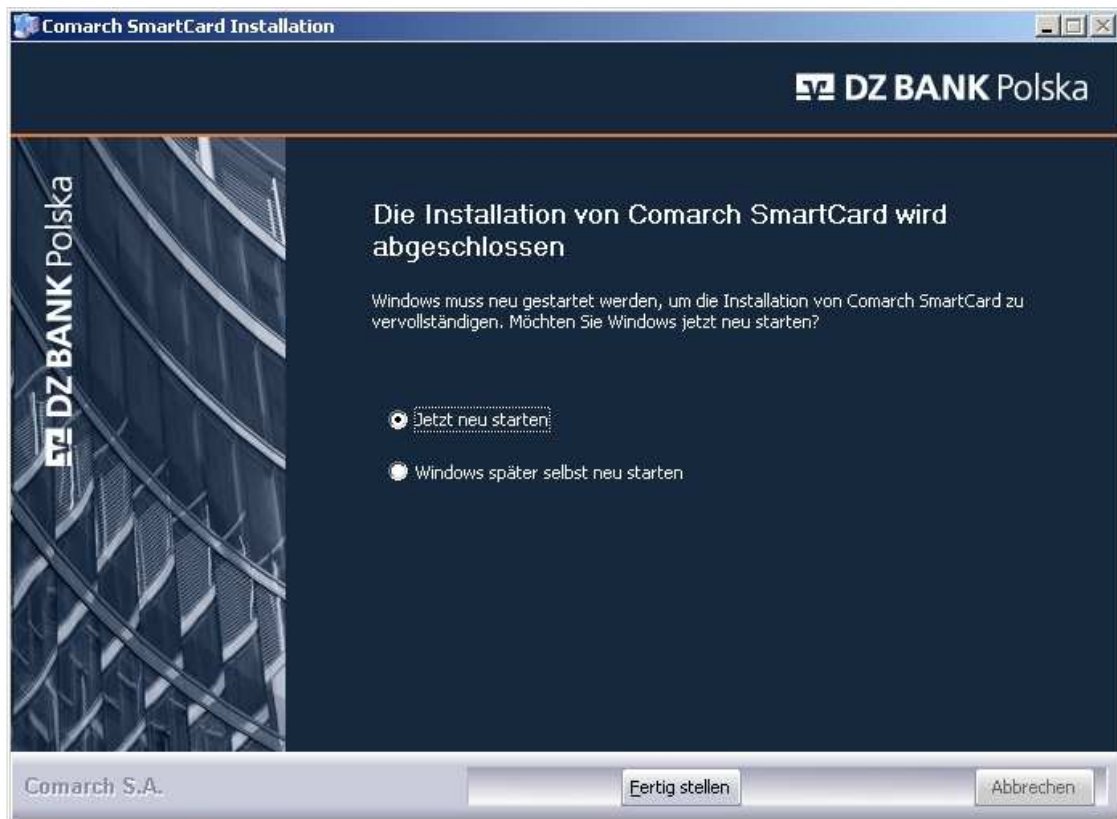 Comarch SmartCard Installation
DZ BANK Polska
DZ BANK Polska
Die Installation von Comarch SmartCard wird
abgeschlossen
Windows muss neu gestartet werden, um die Installation von Comarch SmartCard zu
vervollständigen. Möchten Sie Windows jetzt neu starten?
Jetzt neu starten
Windows später selbst neu starten
Comarch S.A.
Fertig stellen
Abbrechen